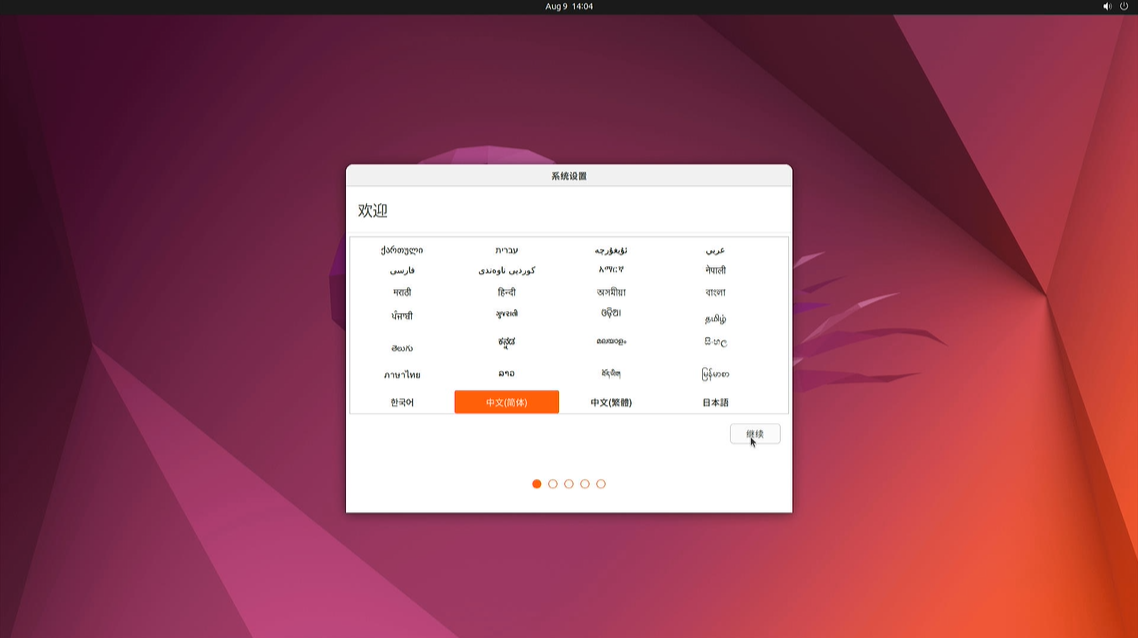 Aug 9 14:04
系统设置
欢迎
ქართული עברית ئۇيغۇرچە عربي
فارسی كوردیی ناوەندی አማርኛ नेपाली
मराठी हिन्दी অসমীয়া বাংলা
ਪੰਜਾਬੀ ગુજરાતી ଓଡ଼ିଆ தமிழ்
తెలుగు ಕನ್ನಡ മലയാളം සිංහල
ภาษาไทย ລາວ རྫོང་ཁ မြန်မာစာ
한국어 中文(简体) 中文(繁體) 日本語
继续